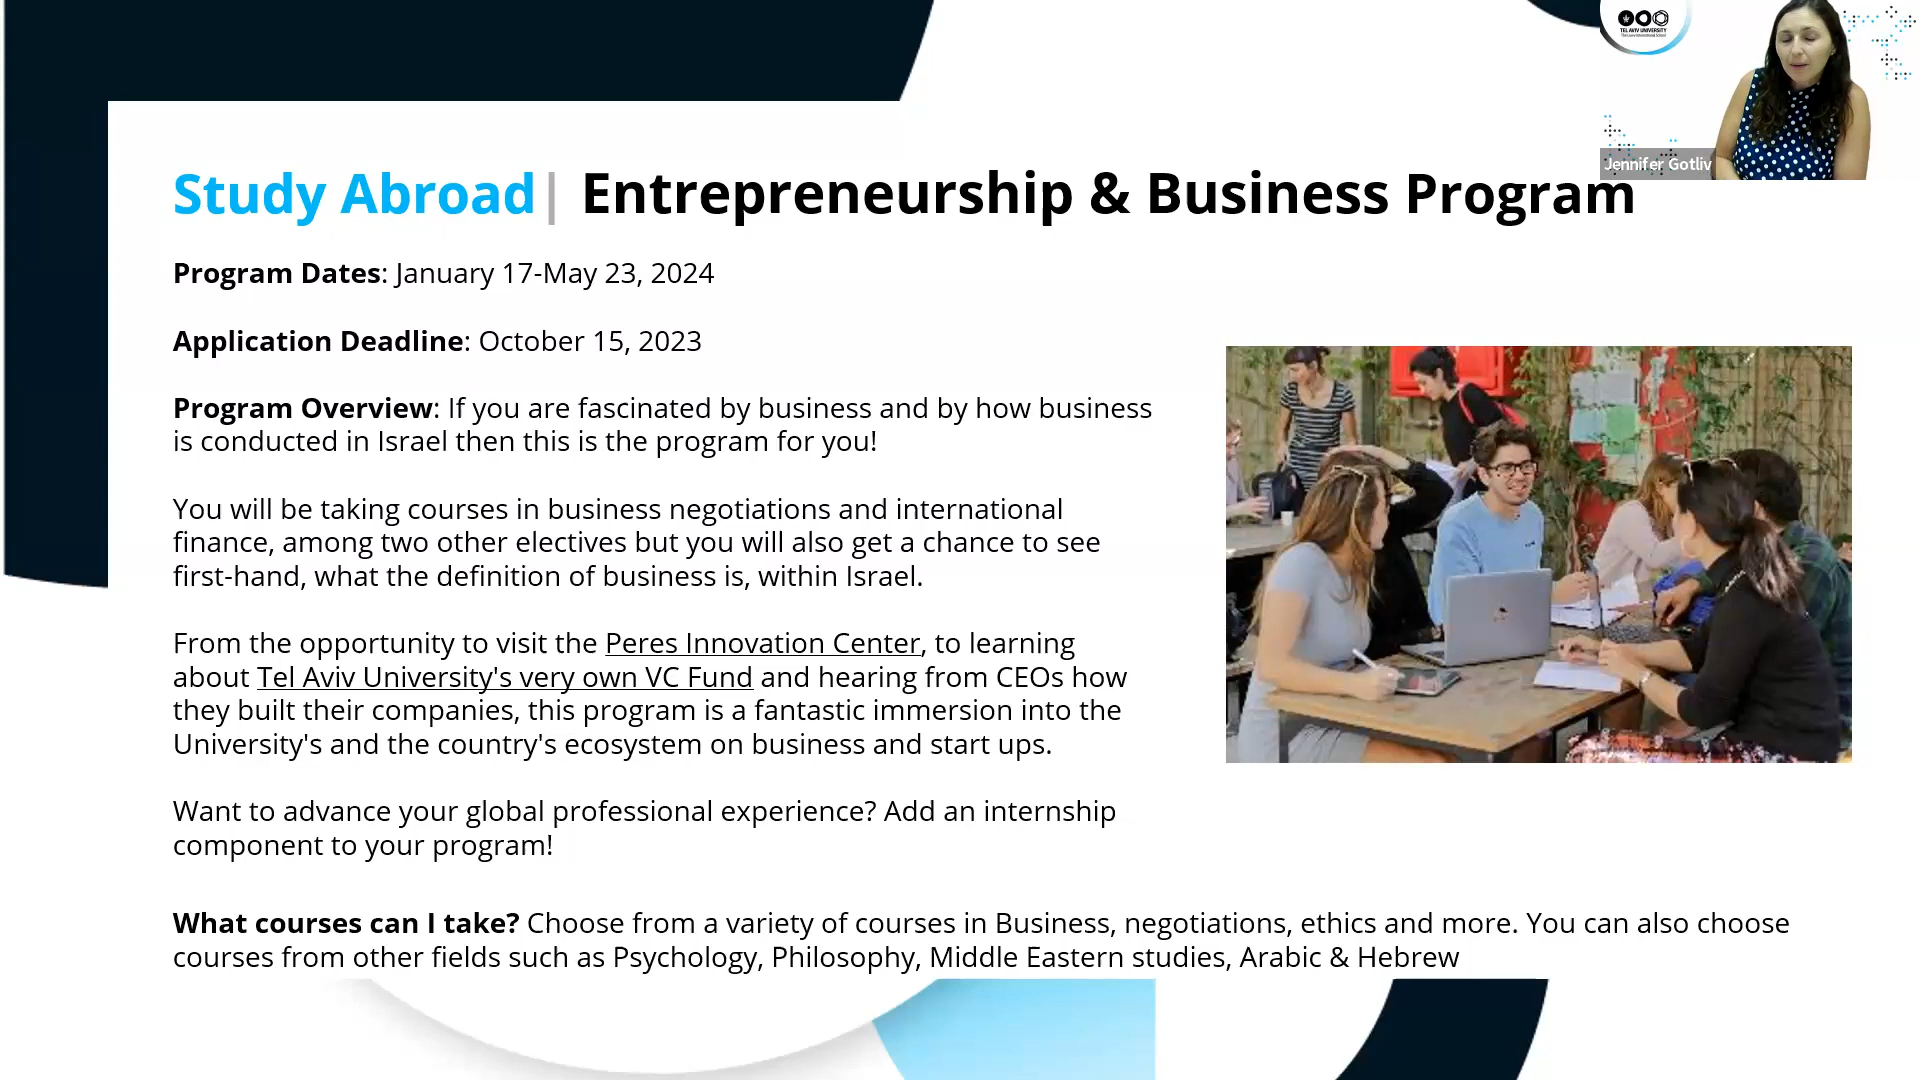 TEL AVIV UNIVERSITY
Jennifer Gotliv
Study Abroad| Entrepreneurship & Business Program
Program Dates: January 17-May 23, 2024
Application Deadline: October 15, 2023
Program Overview: If you are fascinated by business and by how business
is conducted in Israel then this is the program for you!
You will be taking courses in business negotiations and international
finance, among two other electives but you will also get a chance to see
first-hand, what the definition of business is, within Israel.
From the opportunity to visit the Peres Innovation Center, to learning
about Tel Aviv University's very own VC Fund and hearing from CEOs how
they built their companies, this program is a fantastic immersion into the
University's and the country's ecosystem on business and start ups.
Want to advance your global professional experience? Add an internship
component to your program!
What courses can I take? Choose from a variety of courses in Business, negotiations, ethics and more. You can also choose
courses from other fields such as Psychology, Philosophy, Middle Eastern studies, Arabic & Hebrew